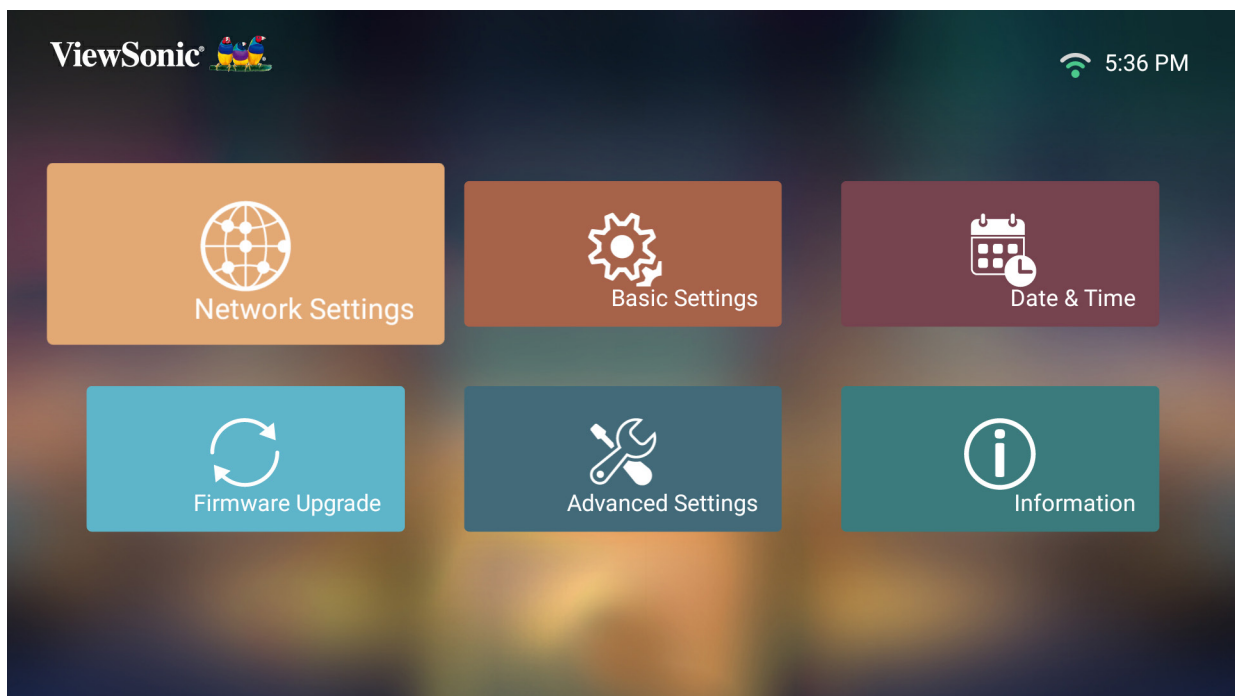 ViewSonic®
5:36 PM
Network Settings
Basic Settings
Date & Time
Firmware Upgrade
Advanced Settings
Information